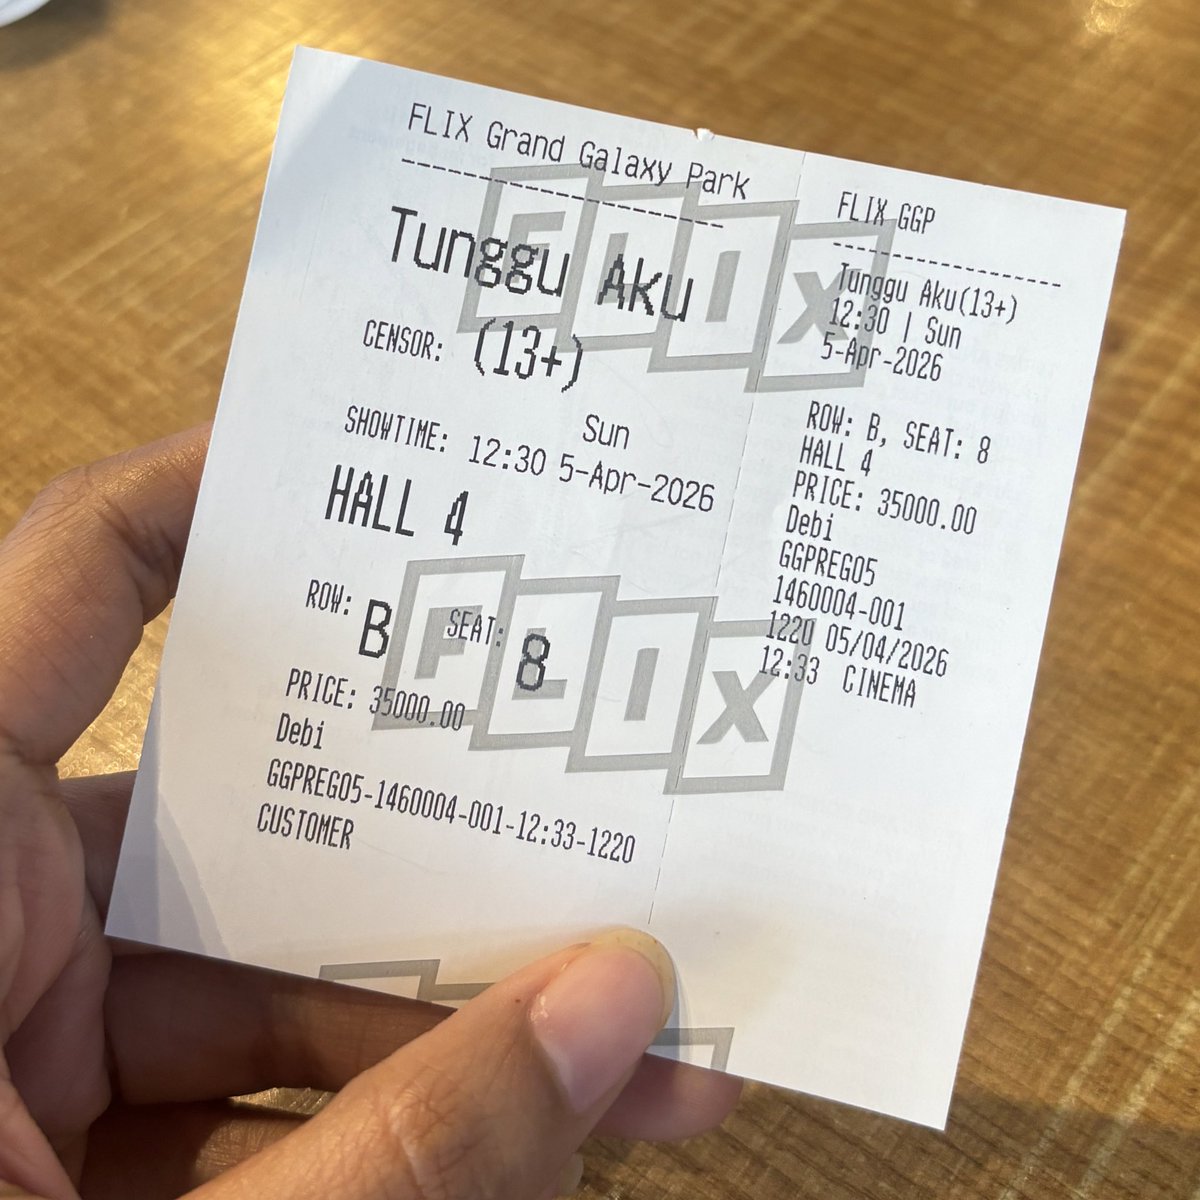 FLIX Grand Galaxy Park
Tunggu Aku
CENSOR: (13+)
Sun
SHOWTIME: 12:30 5-Apr-2026
HALL 4
ROW: B SEAT: 8
PRICE: 35000.00
Debi
GGPREG05-1460004-001-12:33-1220
CUSTOMER
FLIX GGP
Tunggu Aku(13+)
12:30 | Sun
5-Apr-2026
ROW: B, SEAT: 8
HALL 4
PRICE: 35000.00
Debi
GGPREG05
1460004-001
1220 05/04/2026
12:33 CINEMA
FLIX
FLIX